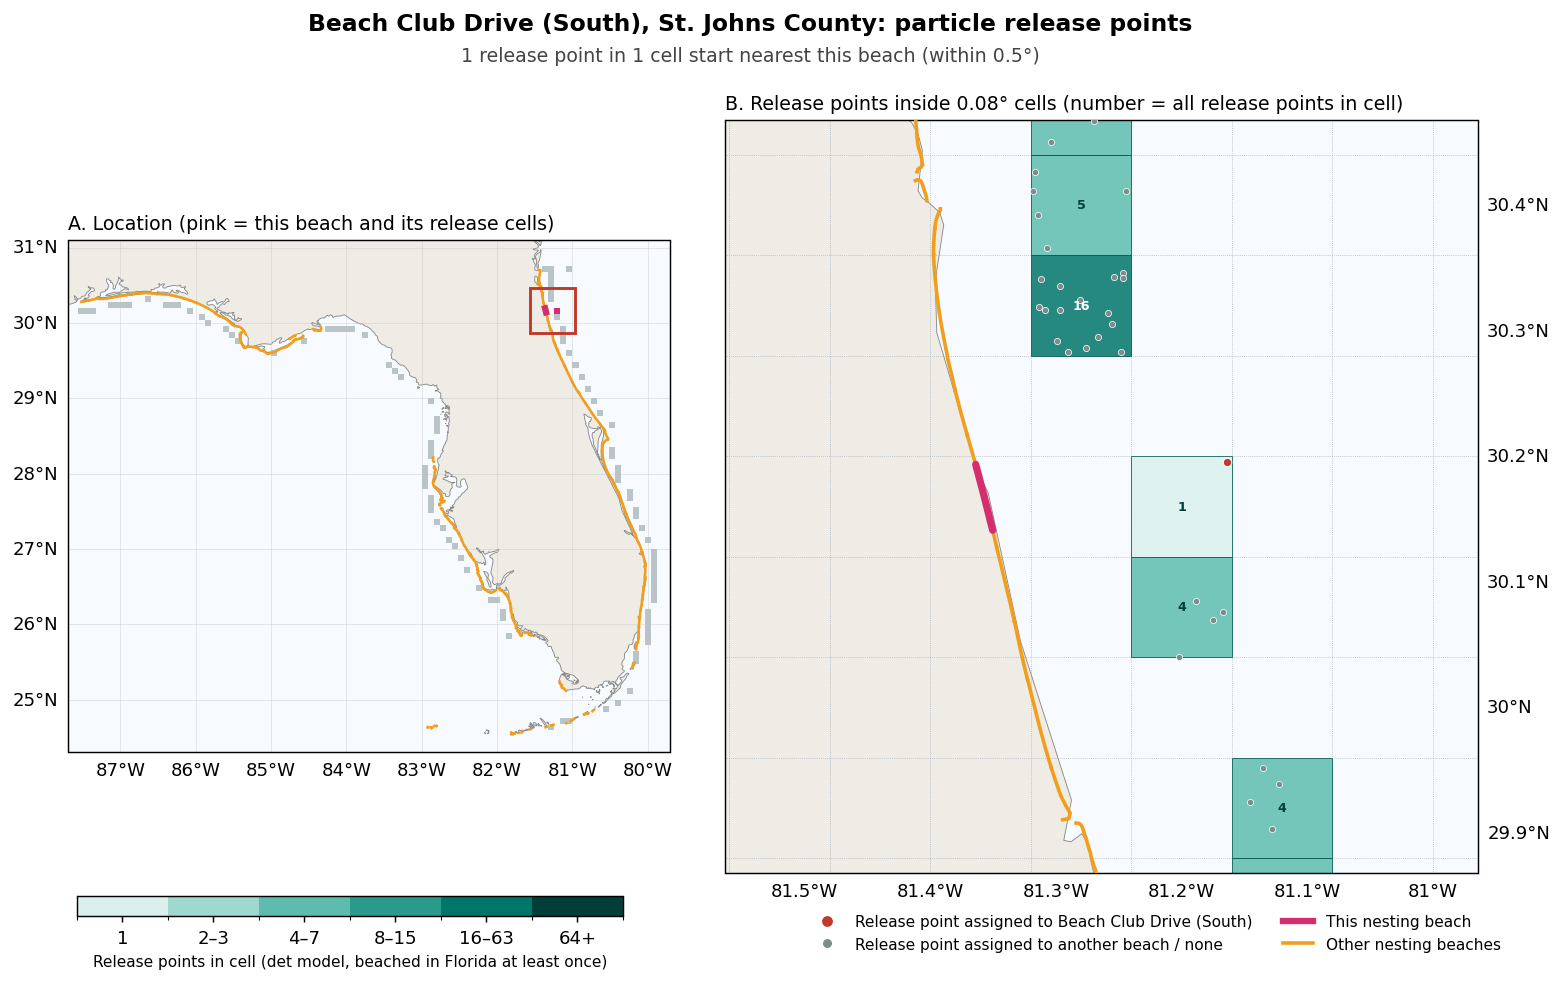 Beach Club Drive (South), St. Johns County: particle release points
1 release point in 1 cell start nearest this beach (within 0.5°)
A. Location (pink = this beach and its release cells)
31°N
30°N
29°N
28°N
27°N
26°N
25°N
87°W 86°W 85°W 84°W 83°W 82°W 81°W 80°W
B. Release points inside 0.08° cells (number = all release points in cell)
5
16
1
4
4
30.4°N
30.3°N
30.2°N
30.1°N
30°N
29.9°N
81.5°W 81.4°W 81.3°W 81.2°W 81.1°W 81°W
1 2–3 4–7 8–15 16–63 64+
Release points in cell (det model, beached in Florida at least once)
Release point assigned to Beach Club Drive (South)
Release point assigned to another beach / none
This nesting beach
Other nesting beaches